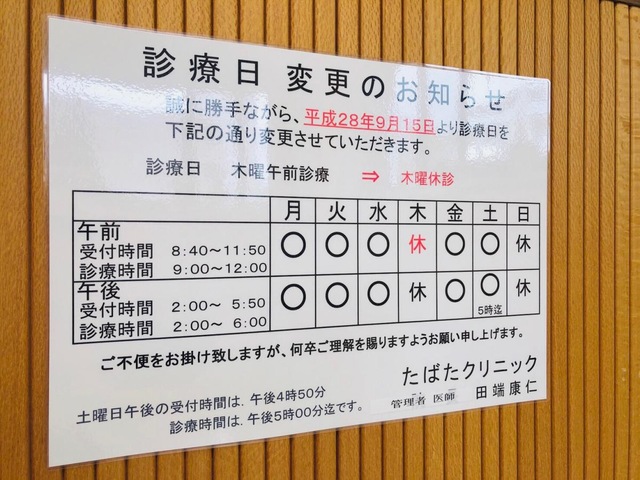 診療日 変更のお知らせ
誠に勝手ながら、平成28年9月15日より診療日を
下記の通り変更させていただきます。
診療日 木曜午前診療 ⇒ 木曜休診
月 火 水 木 金 土 日
午前
受付時間 8:40～11:50
診療時間 9:00～12:00
〇 〇 〇 休 〇 〇 休
午後
受付時間 2:00～ 5:50
診療時間 2:00～ 6:00
〇 〇 〇 休 〇 〇 休
5時迄
ご不便をお掛け致しますが、何卒ご理解を賜りますようお願い申し上げます。
たばたクリニック
土曜日午後の受付時間は、午後4時50分
管理者 医師 田端康仁
診療時間は、午後5時00分迄です。